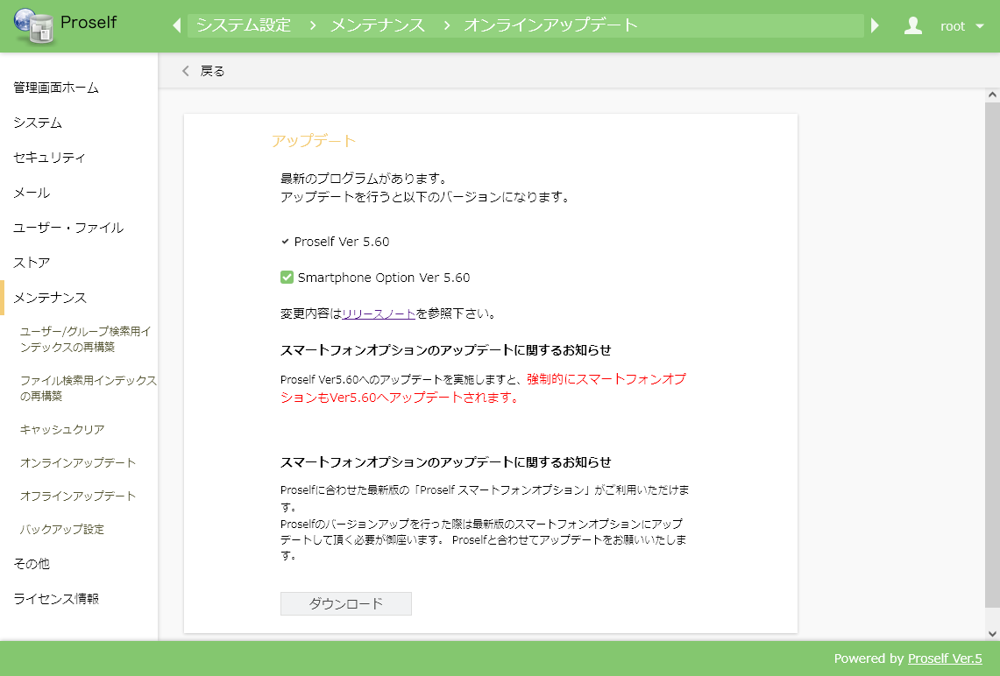 Proself
システム設定 > メンテナンス > オンラインアップデート
root
戻る
管理画面ホーム
システム
セキュリティ
メール
ユーザー・ファイル
ストア
メンテナンス
ユーザー/グループ検索用イ
ンデックスの再構築
ファイル検索用インデックス
の再構築
キャッシュクリア
オンラインアップデート
オフラインアップデート
バックアップ設定
その他
ライセンス情報
アップデート
最新のプログラムがあります。
アップデートを行うと以下のバージョンになります。
Proself Ver 5.60
Smartphone Option Ver 5.60
変更内容はリリースノートを参照下さい。
スマートフォンオプションのアップデートに関するお知らせ
Proself Ver5.60へのアップデートを実施しますと、強制的にスマートフォンオプ
ションもVer5.60へアップデートされます。
スマートフォンオプションのアップデートに関するお知らせ
Proselfに合わせた最新版の「Proself スマートフォンオプション」がご利用いただけま
す。
Proselfのバージョンアップを行った際は最新版のスマートフォンオプションにアップ
デートして頂く必要が御座います。 Proselfと合わせてアップデートをお願いいたしま
す。
ダウンロード
Powered by Proself Ver.5